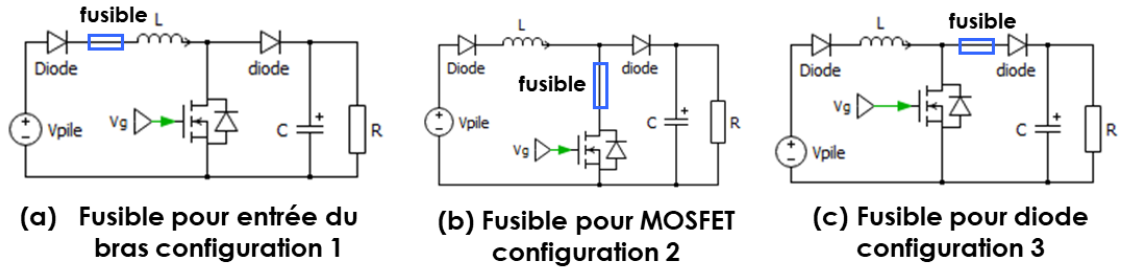 fusible
L
Diode
diode
Vpile
Vg
C
+
R
(a) Fusible pour entrée du
bras configuration 1
L
Diode
diode
fusible
Vpile
Vg
C
+
R
(b) Fusible pour MOSFET
configuration 2
fusible
L
Diode
diode
Vg
Vpile
C
+
R
(c) Fusible pour diode
configuration 3